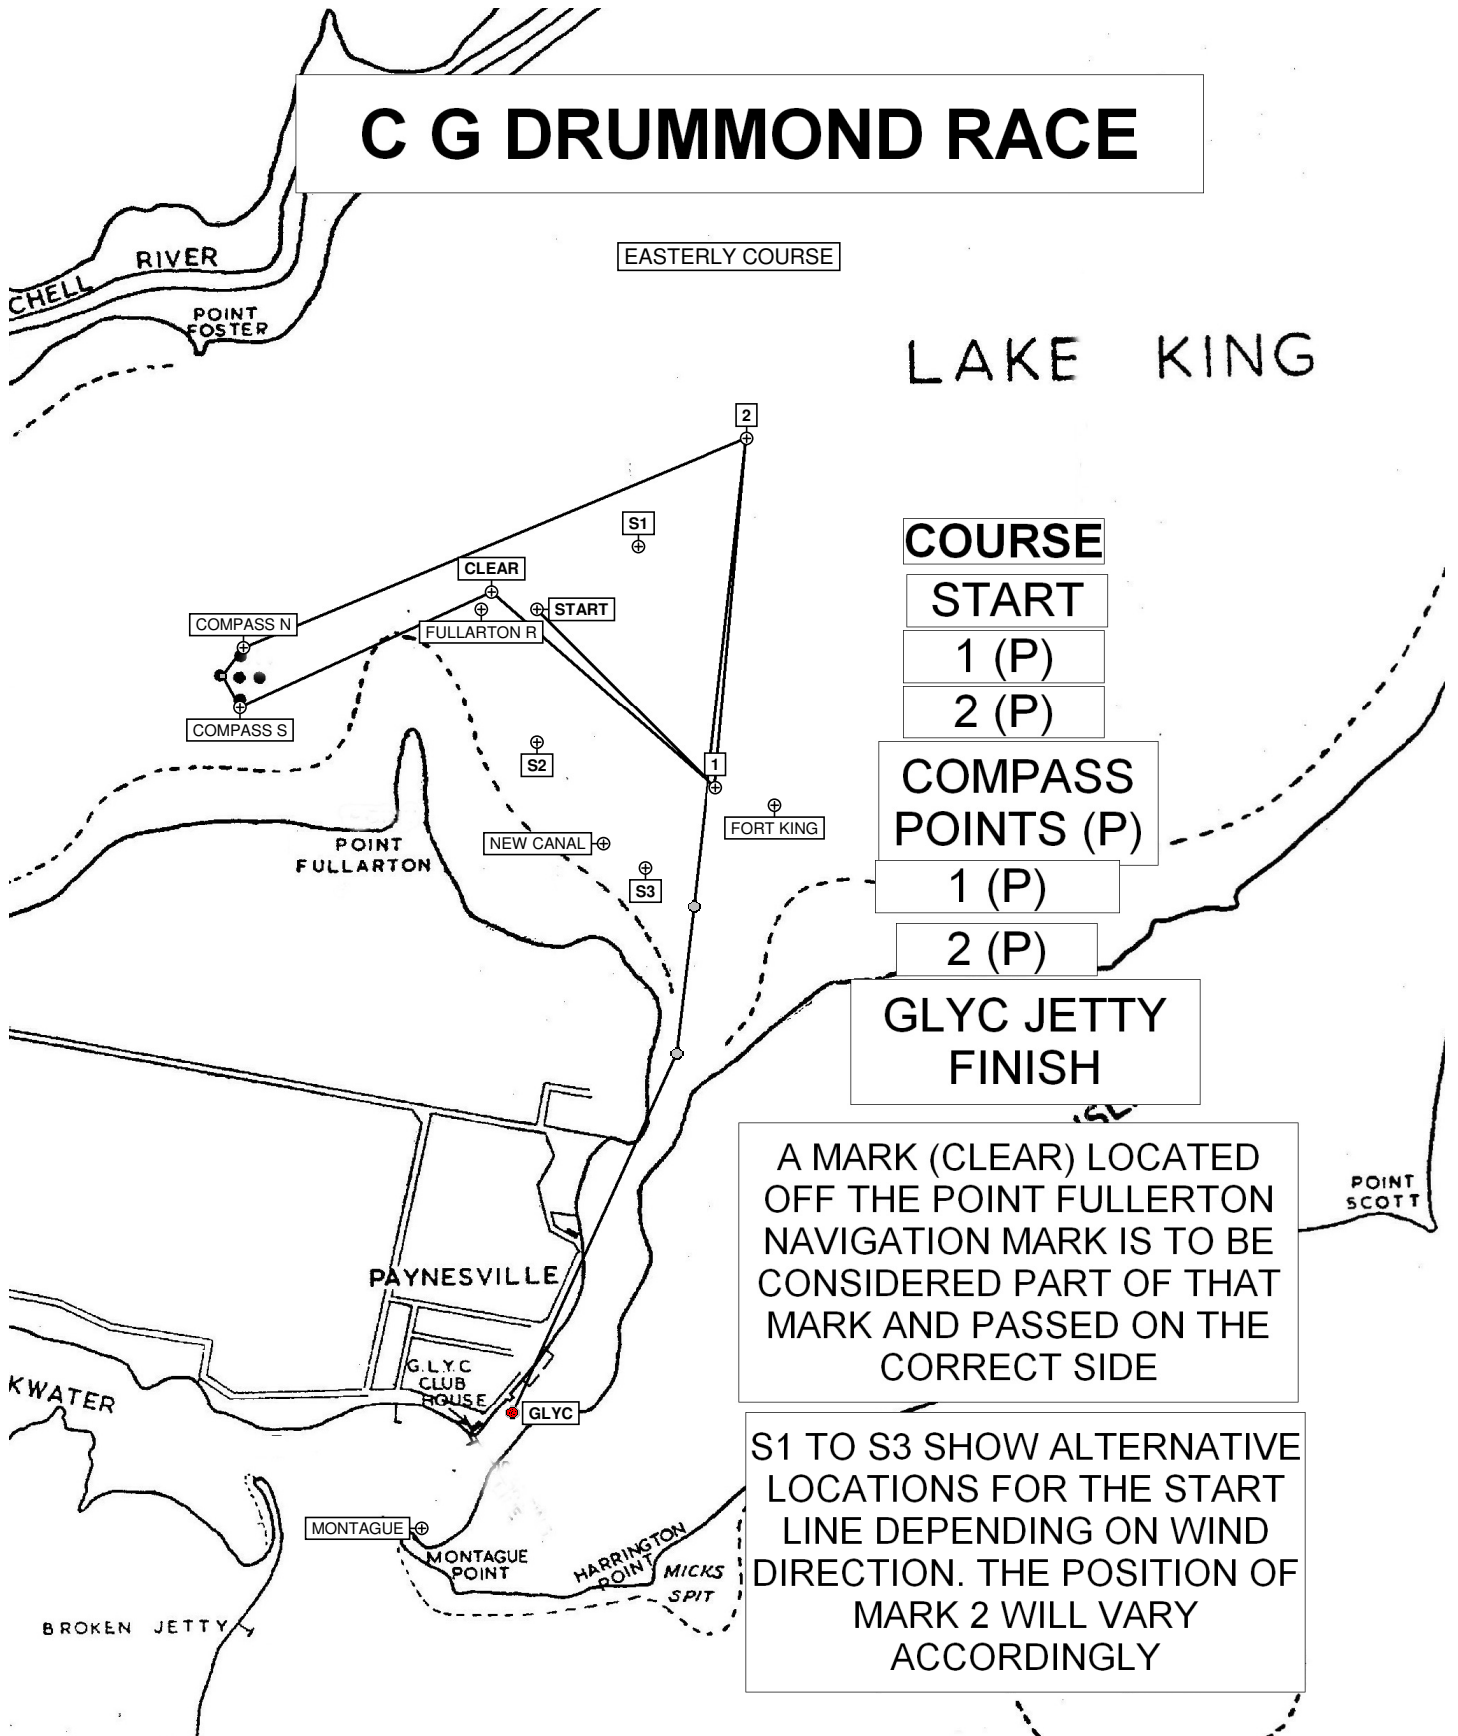 C G DRUMMOND RACE
EASTERLY COURSE
RIVER
CHELL
POINT
FOSTER
LAKE KING
2
S1
CLEAR
START
FULLARTON R
COMPASS N
COMPASS S
S2
1
FORT KING
NEW CANAL
S3
POINT
FULLARTON
COURSE
START
1 (P)
2 (P)
COMPASS
POINTS (P)
1 (P)
2 (P)
GLYC JETTY
FINISH
A MARK (CLEAR) LOCATED
OFF THE POINT FULLERTON
NAVIGATION MARK IS TO BE
CONSIDERED PART OF THAT
MARK AND PASSED ON THE
CORRECT SIDE
POINT
SCOTT
PAYNESVILLE
G.L.Y.C
CLUB
HOUSE
GLYC
KWATER
S1 TO S3 SHOW ALTERNATIVE
LOCATIONS FOR THE START
LINE DEPENDING ON WIND
DIRECTION. THE POSITION OF
MARK 2 WILL VARY
ACCORDINGLY
MONTAGUE
MONTAGUE
POINT
HARRINGTON
POINT
MICKS
SPIT
BROKEN JETTY